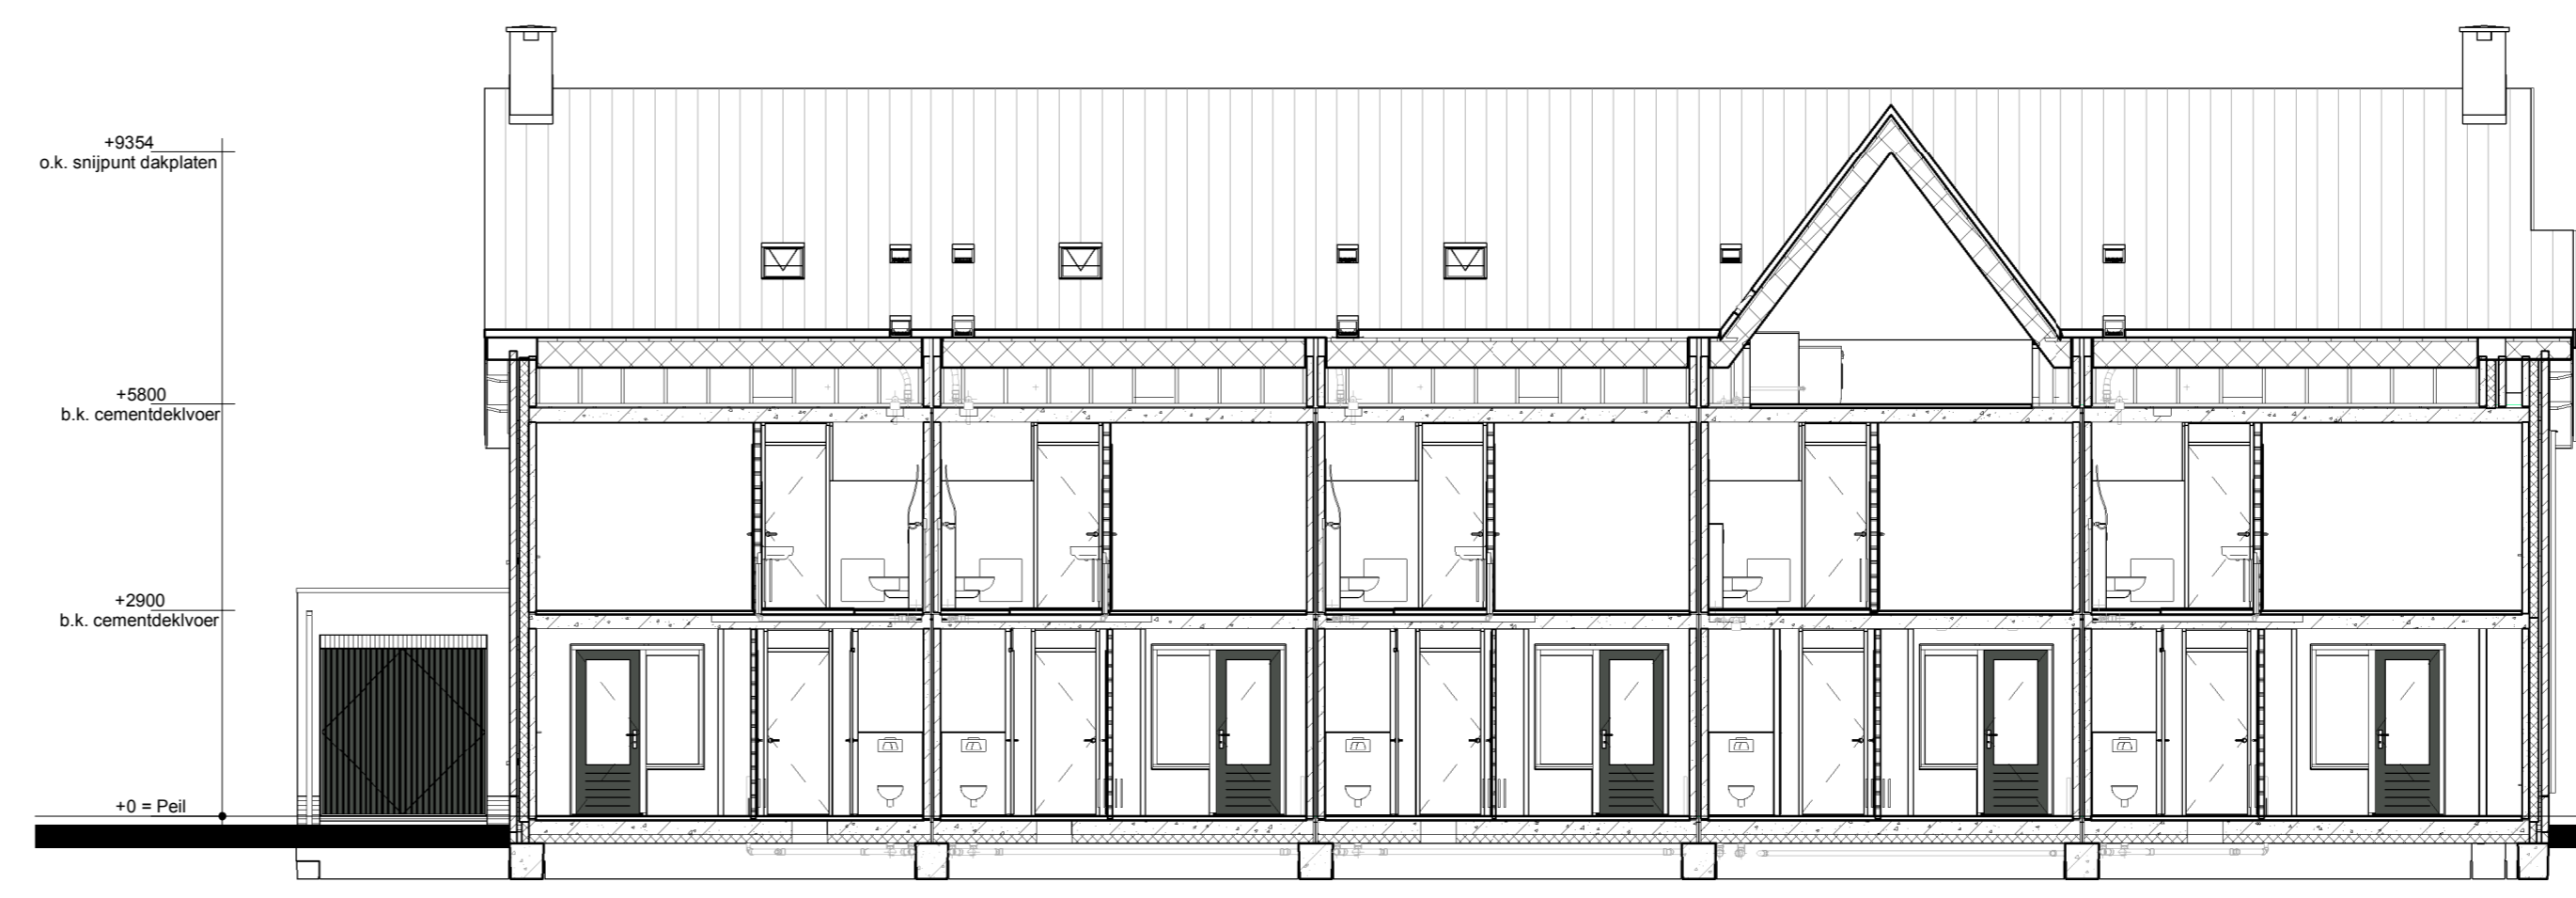 +9354
o.k. snijpunt dakplaten
+5800
b.k. cementdeklvoer
+2900
b.k. cementdeklvoer
+0 = Peil